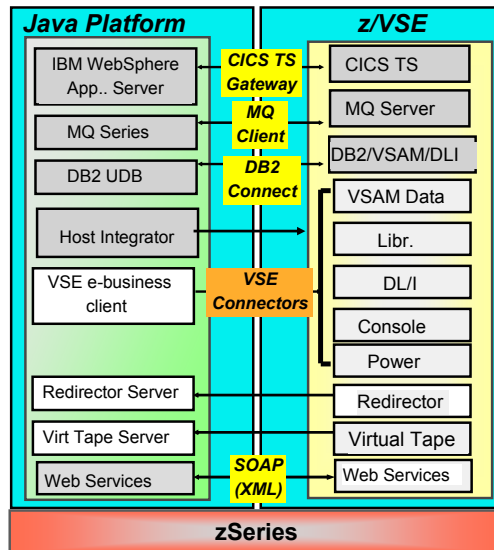 Java Platform
z/VSE
IBM WebSphere
App.. Server
CICS TS
Gateway
CICS TS
MQ Series
MQ
Client
MQ Server
DB2 UDB
DB2
Connect
DB2/VSAM/DLI
Host Integrator
VSAM Data
Libr.
VSE e-business
client
VSE
Connectors
DL/I
Console
Power
Redirector Server
Redirector
Virt Tape Server
Virtual Tape
Web Services
SOAP
(XML)
Web Services
zSeries